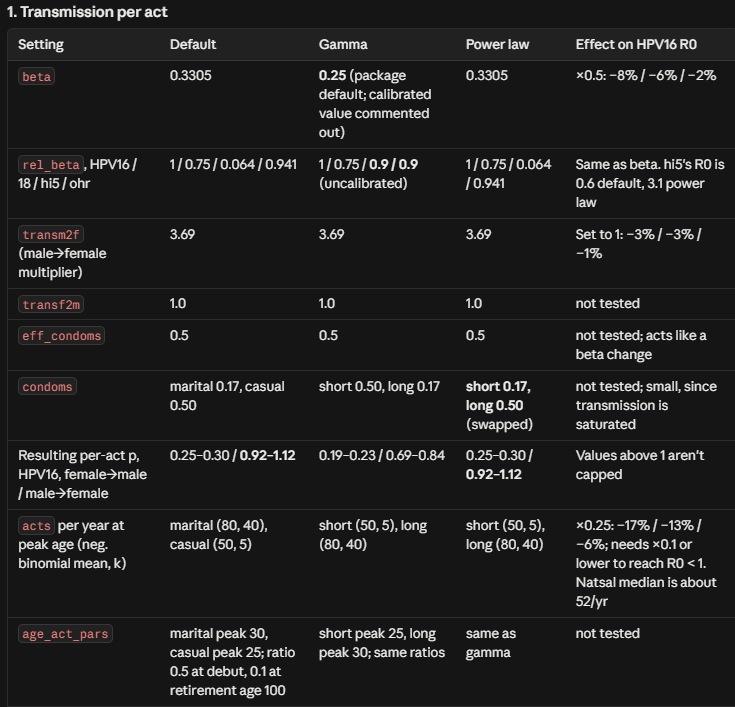 1. Transmission per act
Setting Default Gamma Power law Effect on HPV16 R0
beta 0.3305 0.25 (package 0.3305 ×0.5: −8% / −6% / −2%
default; calibrated
value commented
out)
rel_beta, HPV16 / 1 / 0.75 / 0.064 / 0.941 1 / 0.75 / 0.9 / 0.9 1 / 0.75 / 0.064 Same as beta. hi5's R0 is
18 / hi5 / ohr (uncalibrated) / 0.941 0.6 default, 3.1 power
law
transm2f 3.69 3.69 3.69 Set to 1: −3% / −3% /
(male→female −1%
multiplier)
transf2m 1.0 1.0 1.0 not tested
eff_condoms 0.5 0.5 0.5 not tested; acts like a
beta change
condoms marital 0.17, casual short 0.50, long 0.17 short 0.17, not tested; small, since
0.50 long 0.50 transmission is
(swapped) saturated
Resulting per-act p, 0.25–0.30 / 0.92–1.12 0.19–0.23 / 0.69–0.84 0.25–0.30 / Values above 1 aren't
HPV16, female→male 0.92–1.12 capped
/ male→female
acts per year at marital (80, 40), short (50, 5), long short (50, 5), ×0.25: −17% / −13% /
peak age (neg. casual (50, 5) (80, 40) long (80, 40) −6%; needs ×0.1 or
binomial mean, k) lower to reach R0 < 1.
Natsal median is about
52/yr
age_act_pars marital peak 30, short peak 25, long same as not tested
casual peak 25; ratio peak 30; same ratios gamma
0.5 at debut, 0.1 at
retirement age 100